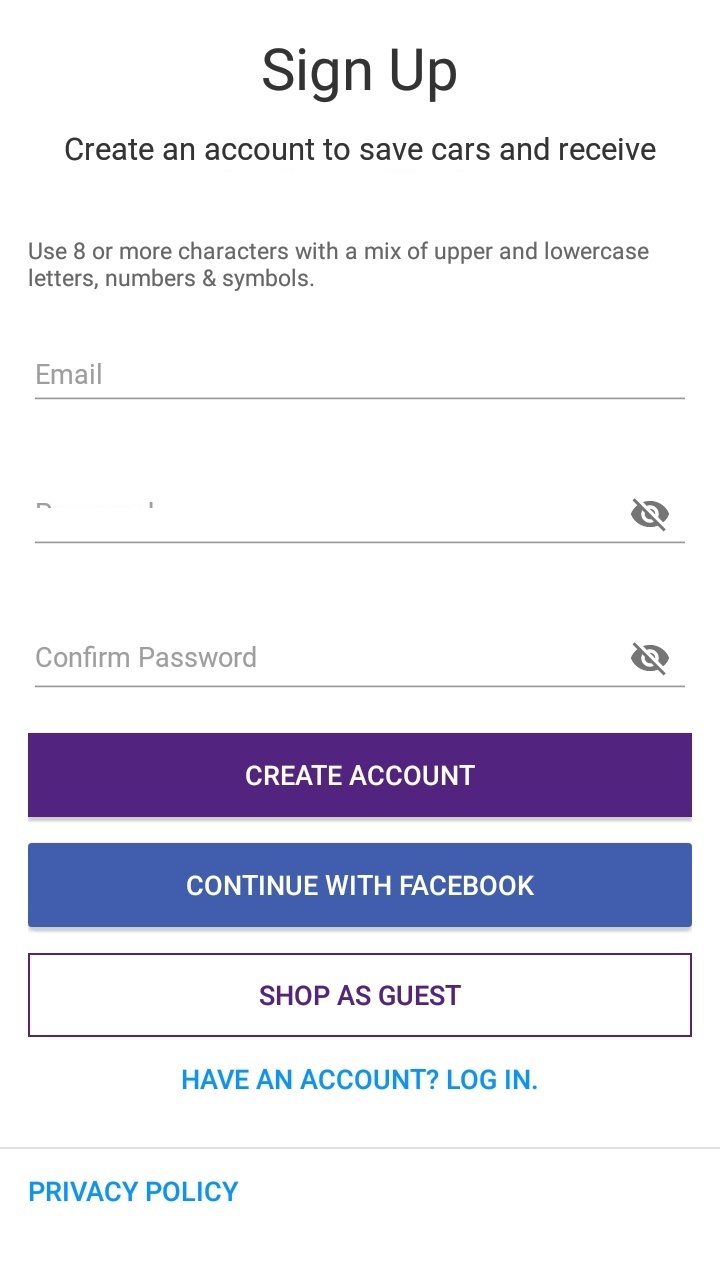 Sign Up
Create an account to save cars and receive
Use 8 or more characters with a mix of upper and lowercase
letters, numbers & symbols.
Email
Confirm Password
CREATE ACCOUNT
CONTINUE WITH FACEBOOK
SHOP AS GUEST
HAVE AN ACCOUNT? LOG IN.
PRIVACY POLICY